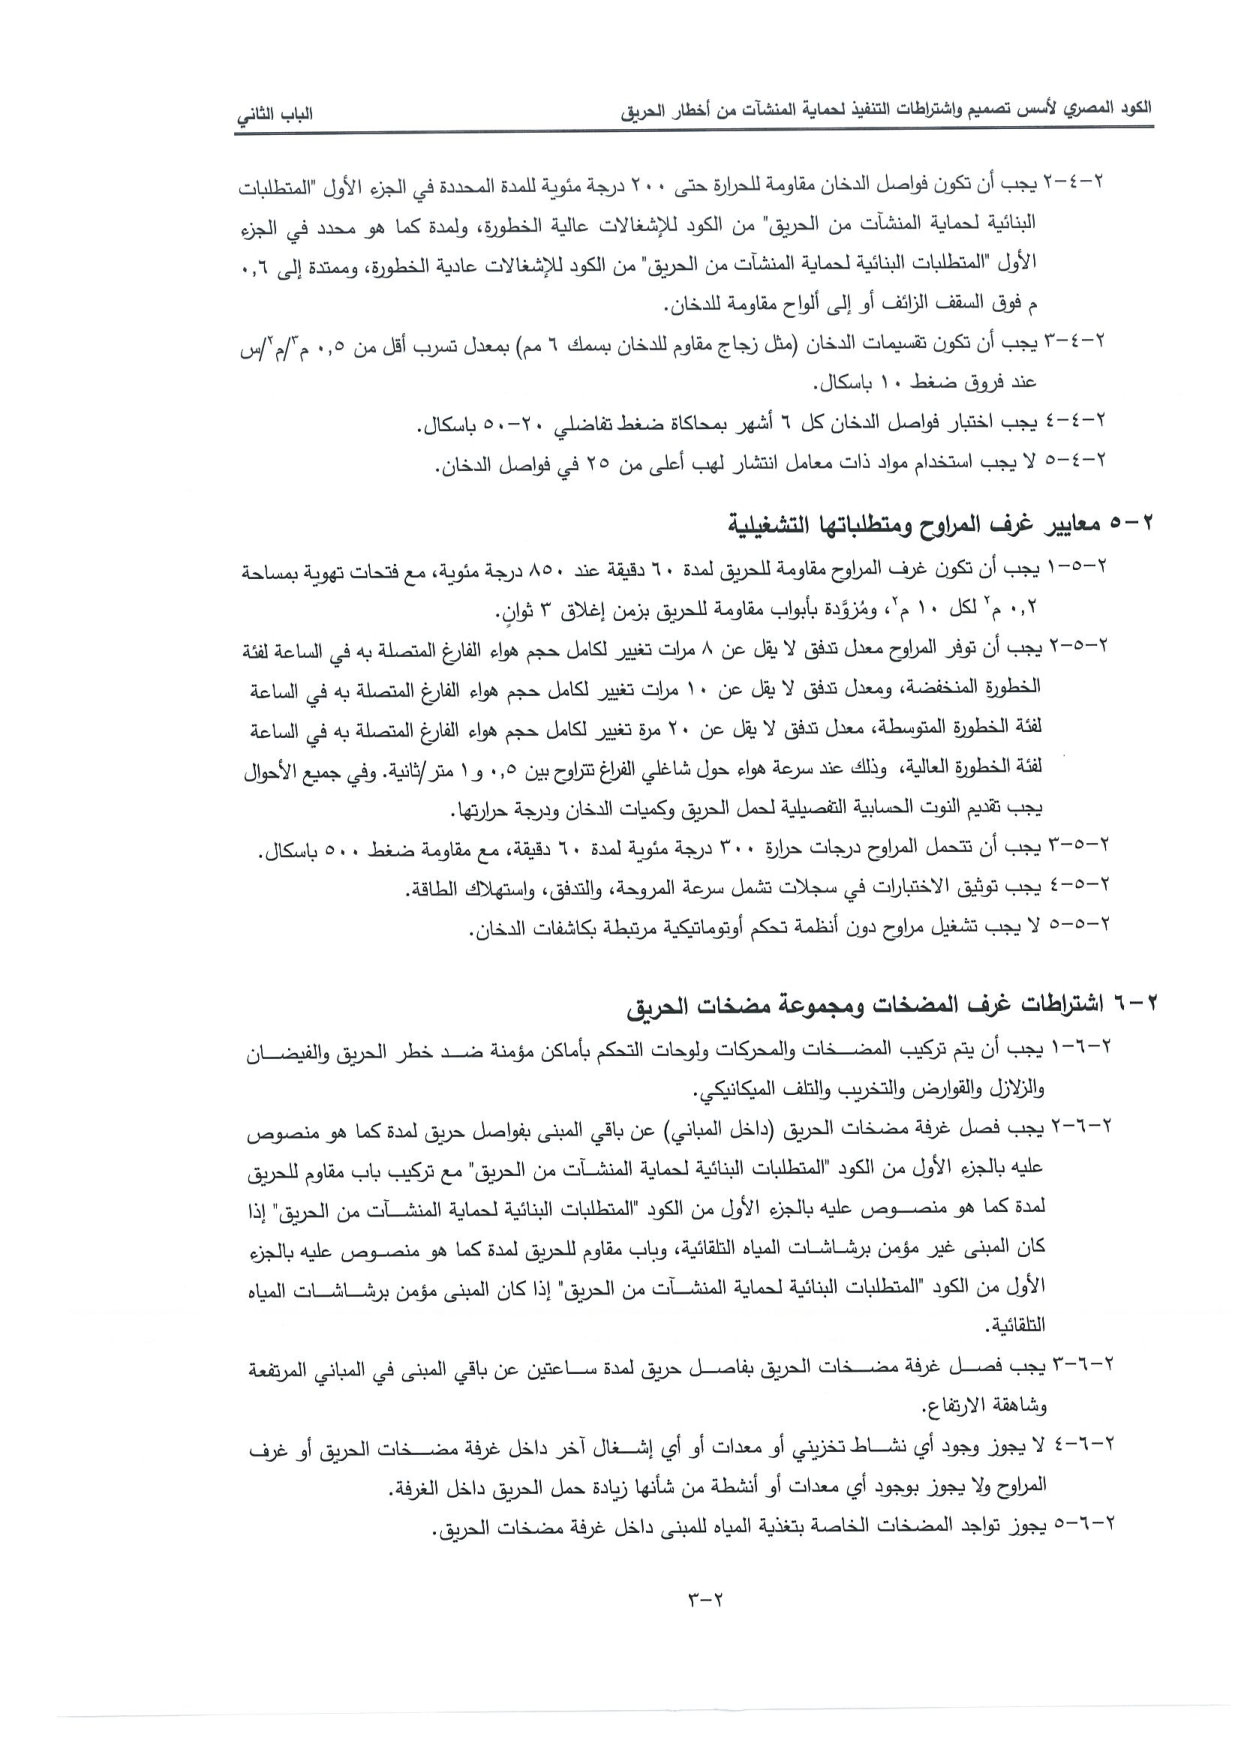 الكود المصري لأسس تصميم واشتراطات التنفيذ لحماية المنشآت من أخطار الحريق
الباب الثاني
٢-٤-٢ يجب أن تكون فواصل الدخان مقاومة للحرارة حتى ٢٠٠ درجة مئوية للمدة المحددة في الجزء الأول "المتطلبات
البنائية لحماية المنشآت من الحريق" من الكود للإشغالات عالية الخطورة، ولمدة كما هو محدد في الجزء
الأول "المتطلبات البنائية لحماية المنشآت من الحريق" من الكود للإشغالات عادية الخطورة، وممتدة إلى ٠,٦
م فوق السقف الزائف أو إلى ألواح مقاومة للدخان.
٢-٤-٣ يجب أن تكون تقسيمات الدخان (مثل زجاج مقاوم للدخان بسمك ٦ مم) بمعدل تسرب أقل من ٠,٥ م³/م²/س
عند فروق ضغط ١٠ باسكال.
٢-٤-٤ يجب اختبار فواصل الدخان كل ٦ أشهر بمحاكاة ضغط تفاضلي ٢٠-٥٠ باسكال.
٢-٤-٥ لا يجب استخدام مواد ذات معامل انتشار لهب أعلى من ٢٥ في فواصل الدخان.
٢-٥ معايير غرف المراوح ومتطلباتها التشغيلية
٢-٥-١ يجب أن تكون غرف المراوح مقاومة للحريق لمدة ٦٠ دقيقة عند ٨٥٠ درجة مئوية، مع فتحات تهوية بمساحة
٠,٢ م² لكل ١٠ م²، ومُزوَّدة بأبواب مقاومة للحريق بزمن إغلاق ٣ ثوانٍ.
٢-٥-٢ يجب أن توفر المراوح معدل تدفق لا يقل عن ٨ مرات تغيير لكامل حجم هواء الفارغ المتصلة به في الساعة لفئة
الخطورة المنخفضة، ومعدل تدفق لا يقل عن ١٠ مرات تغيير لكامل حجم هواء الفارغ المتصلة به في الساعة
لفئة الخطورة المتوسطة، معدل تدفق لا يقل عن ٢٠ مرة تغيير لكامل حجم هواء الفارغ المتصلة به في الساعة
لفئة الخطورة العالية، وذلك عند سرعة هواء حول شاغلي الفراغ تتراوح بين ٠,٥ و ١ متر/ثانية. وفي جميع الأحوال
يجب تقديم النوت الحسابية التفصيلية لحمل الحريق وكميات الدخان ودرجة حرارتها.
٢-٥-٣ يجب أن تتحمل المراوح درجات حرارة ٣٠٠ درجة مئوية لمدة ٦٠ دقيقة، مع مقاومة ضغط ٥٠٠ باسكال.
٢-٥-٤ يجب توثيق الاختبارات في سجلات تشمل سرعة المروحة، والتدفق، واستهلاك الطاقة.
٢-٥-٥ لا يجب تشغيل مراوح دون أنظمة تحكم أوتوماتيكية مرتبطة بكاشفات الدخان.
٢-٦ اشتراطات غرف المضخات ومجموعة مضخات الحريق
٢-٦-١ يجب أن يتم تركيب المضخات والمحركات ولوحات التحكم بأماكن مؤمنة ضد خطر الحريق والفيضان
والزلازل والقوارض والتخريب والتلف الميكانيكي.
٢-٦-٢ يجب فصل غرفة مضخات الحريق (داخل المباني) عن باقي المبنى بفواصل حريق لمدة كما هو منصوص
عليه بالجزء الأول من الكود "المتطلبات البنائية لحماية المنشآت من الحريق" مع تركيب باب مقاوم للحريق
لمدة كما هو منصوص عليه بالجزء الأول من الكود "المتطلبات البنائية لحماية المنشآت من الحريق" إذا
كان المبنى غير مؤمن برشاشات المياه التلقائية، وباب مقاوم للحريق لمدة كما هو منصوص عليه بالجزء
الأول من الكود "المتطلبات البنائية لحماية المنشآت من الحريق" إذا كان المبنى مؤمن برشاشات المياه
التلقائية.
٢-٦-٣ يجب فصل غرفة مضخات الحريق بفاصل حريق لمدة ساعتين عن باقي المبنى في المباني المرتفعة
وشاهقة الارتفاع.
٢-٦-٤ لا يجوز وجود أي نشاط تخزيني أو معدات أو أي إشغال آخر داخل غرفة مضخات الحريق أو غرف
المراوح ولا يجوز بوجود أي معدات أو أنشطة من شأنها زيادة حمل الحريق داخل الغرفة.
٢-٦-٥ يجوز تواجد المضخات الخاصة بتغذية المياه للمبنى داخل غرفة مضخات الحريق.
٢-٣